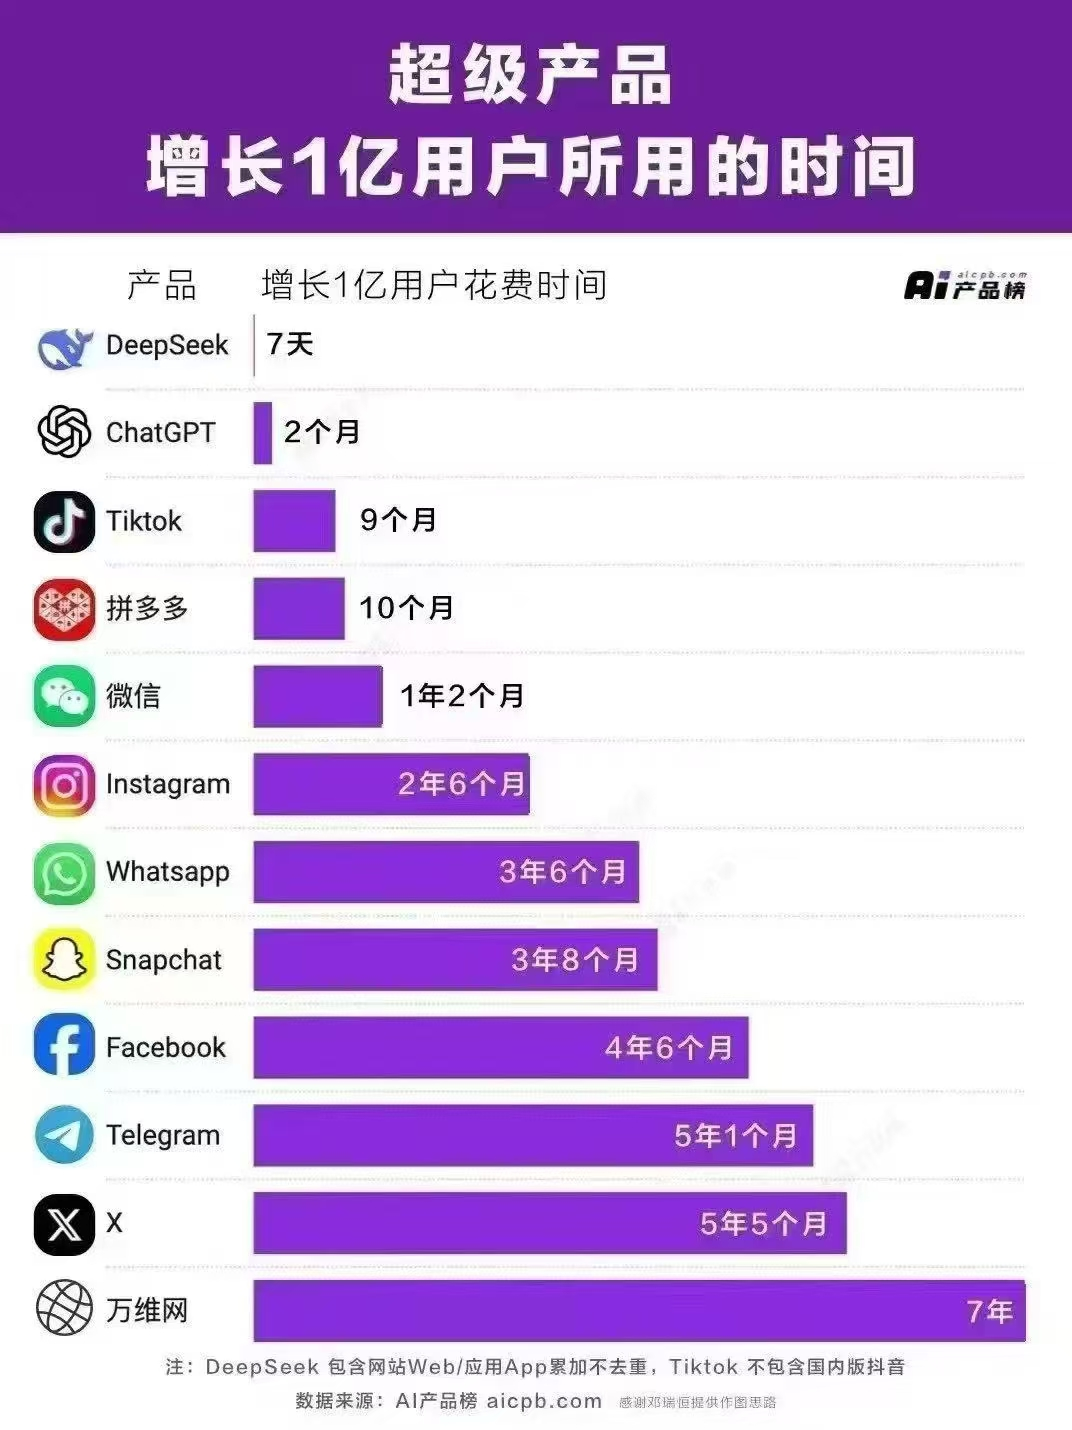 超级产品
增长1亿用户所用的时间
产品 增长1亿用户花费时间
aicpb.com
Ai产品榜
DeepSeek 7天
ChatGPT 2个月
Tiktok 9个月
拼多多 10个月
微信 1年2个月
Instagram 2年6个月
Whatsapp 3年6个月
Snapchat 3年8个月
Facebook 4年6个月
Telegram 5年1个月
X 5年5个月
万维网 7年
注：DeepSeek 包含网站Web/应用App累加不去重，Tiktok 不包含国内版抖音
数据来源：AI产品榜 aicpb.com 感谢邓瑞恒提供作图思路